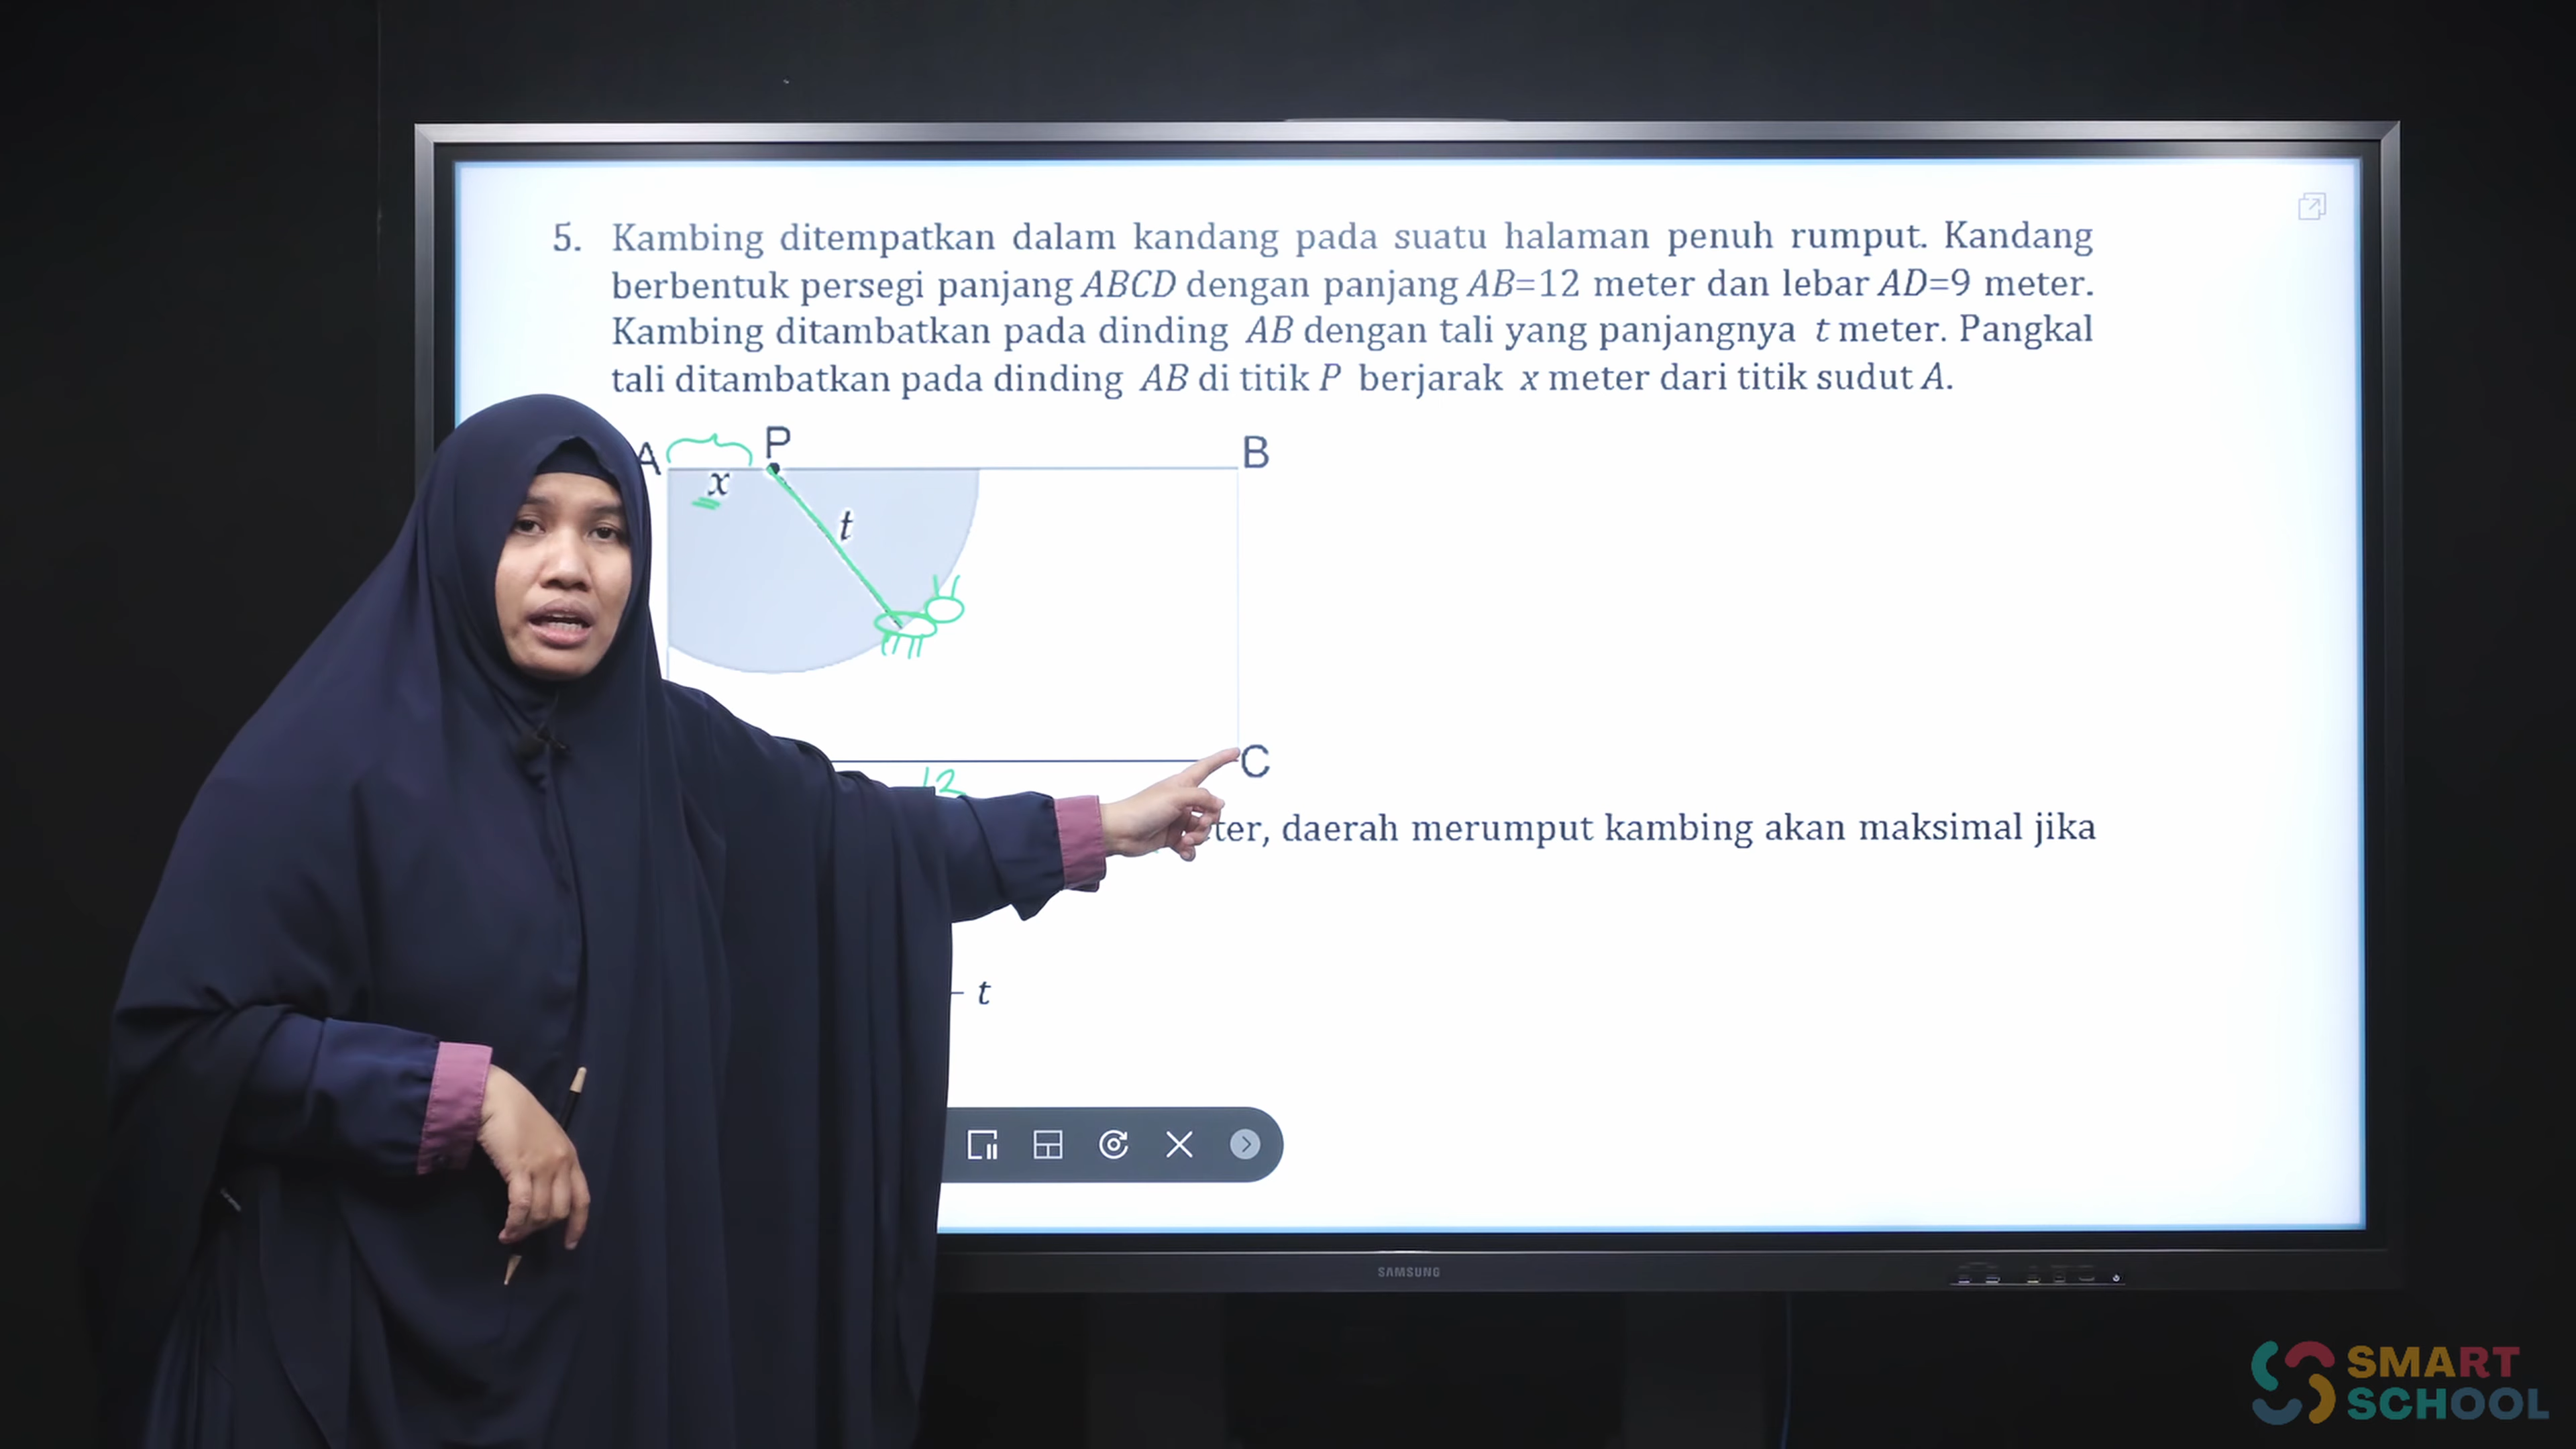 5. Kambing ditempatkan dalam kandang pada suatu halaman penuh rumput. Kandang
berbentuk persegi panjang ABCD dengan panjang AB=12 meter dan lebar AD=9 meter.
Kambing ditambatkan pada dinding AB dengan tali yang panjangnya t meter. Pangkal
tali ditambatkan pada dinding AB di titik P berjarak x meter dari titik sudut A.
A P B
x
t
C
12
daerah merumput kambing akan maksimal jika
- t
SAMSUNG
SMART
SCHOOL